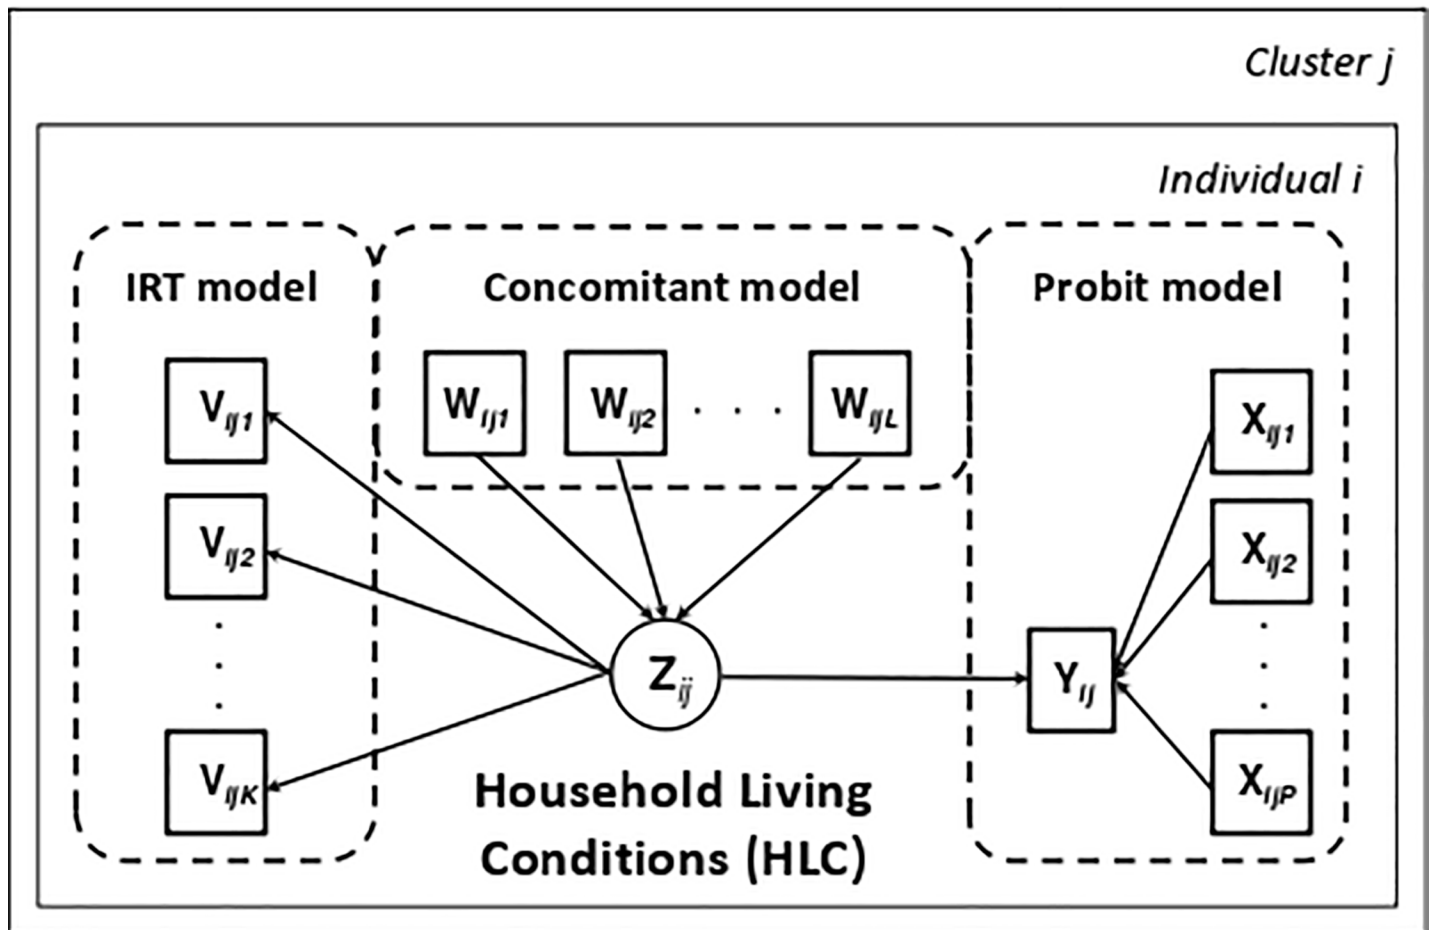 Cluster j
Individual i
IRT model
Concomitant model
Probit model
V_ij1
W_ij1
W_ij2
. . .
W_ijL
X_ij1
V_ij2
X_ij2
.
.
.
.
.
.
Z_ij
Y_ij
V_ijK
X_ijP
Household Living
Conditions (HLC)